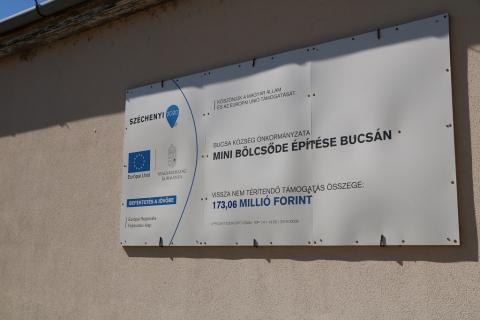 SZÉCHENYI 2020
KÖSZÖNJÜK A MAGYAR ÁLLAM
ÉS AZ EURÓPAI UNIÓ TÁMOGATÁSÁT.
BUCSA KÖZSÉG ÖNKORMÁNYZATA
MINI BÖLCSŐDE ÉPÍTÉSE BUCSÁN
Európai Unió
MAGYARORSZÁG
KORMÁNYA
BEFEKTETÉS A JÖVŐBE
Európai Regionális
Fejlesztési Alap
VISSZA NEM TÉRÍTENDŐ TÁMOGATÁS ÖSSZEGE:
173,06 MILLIÓ FORINT